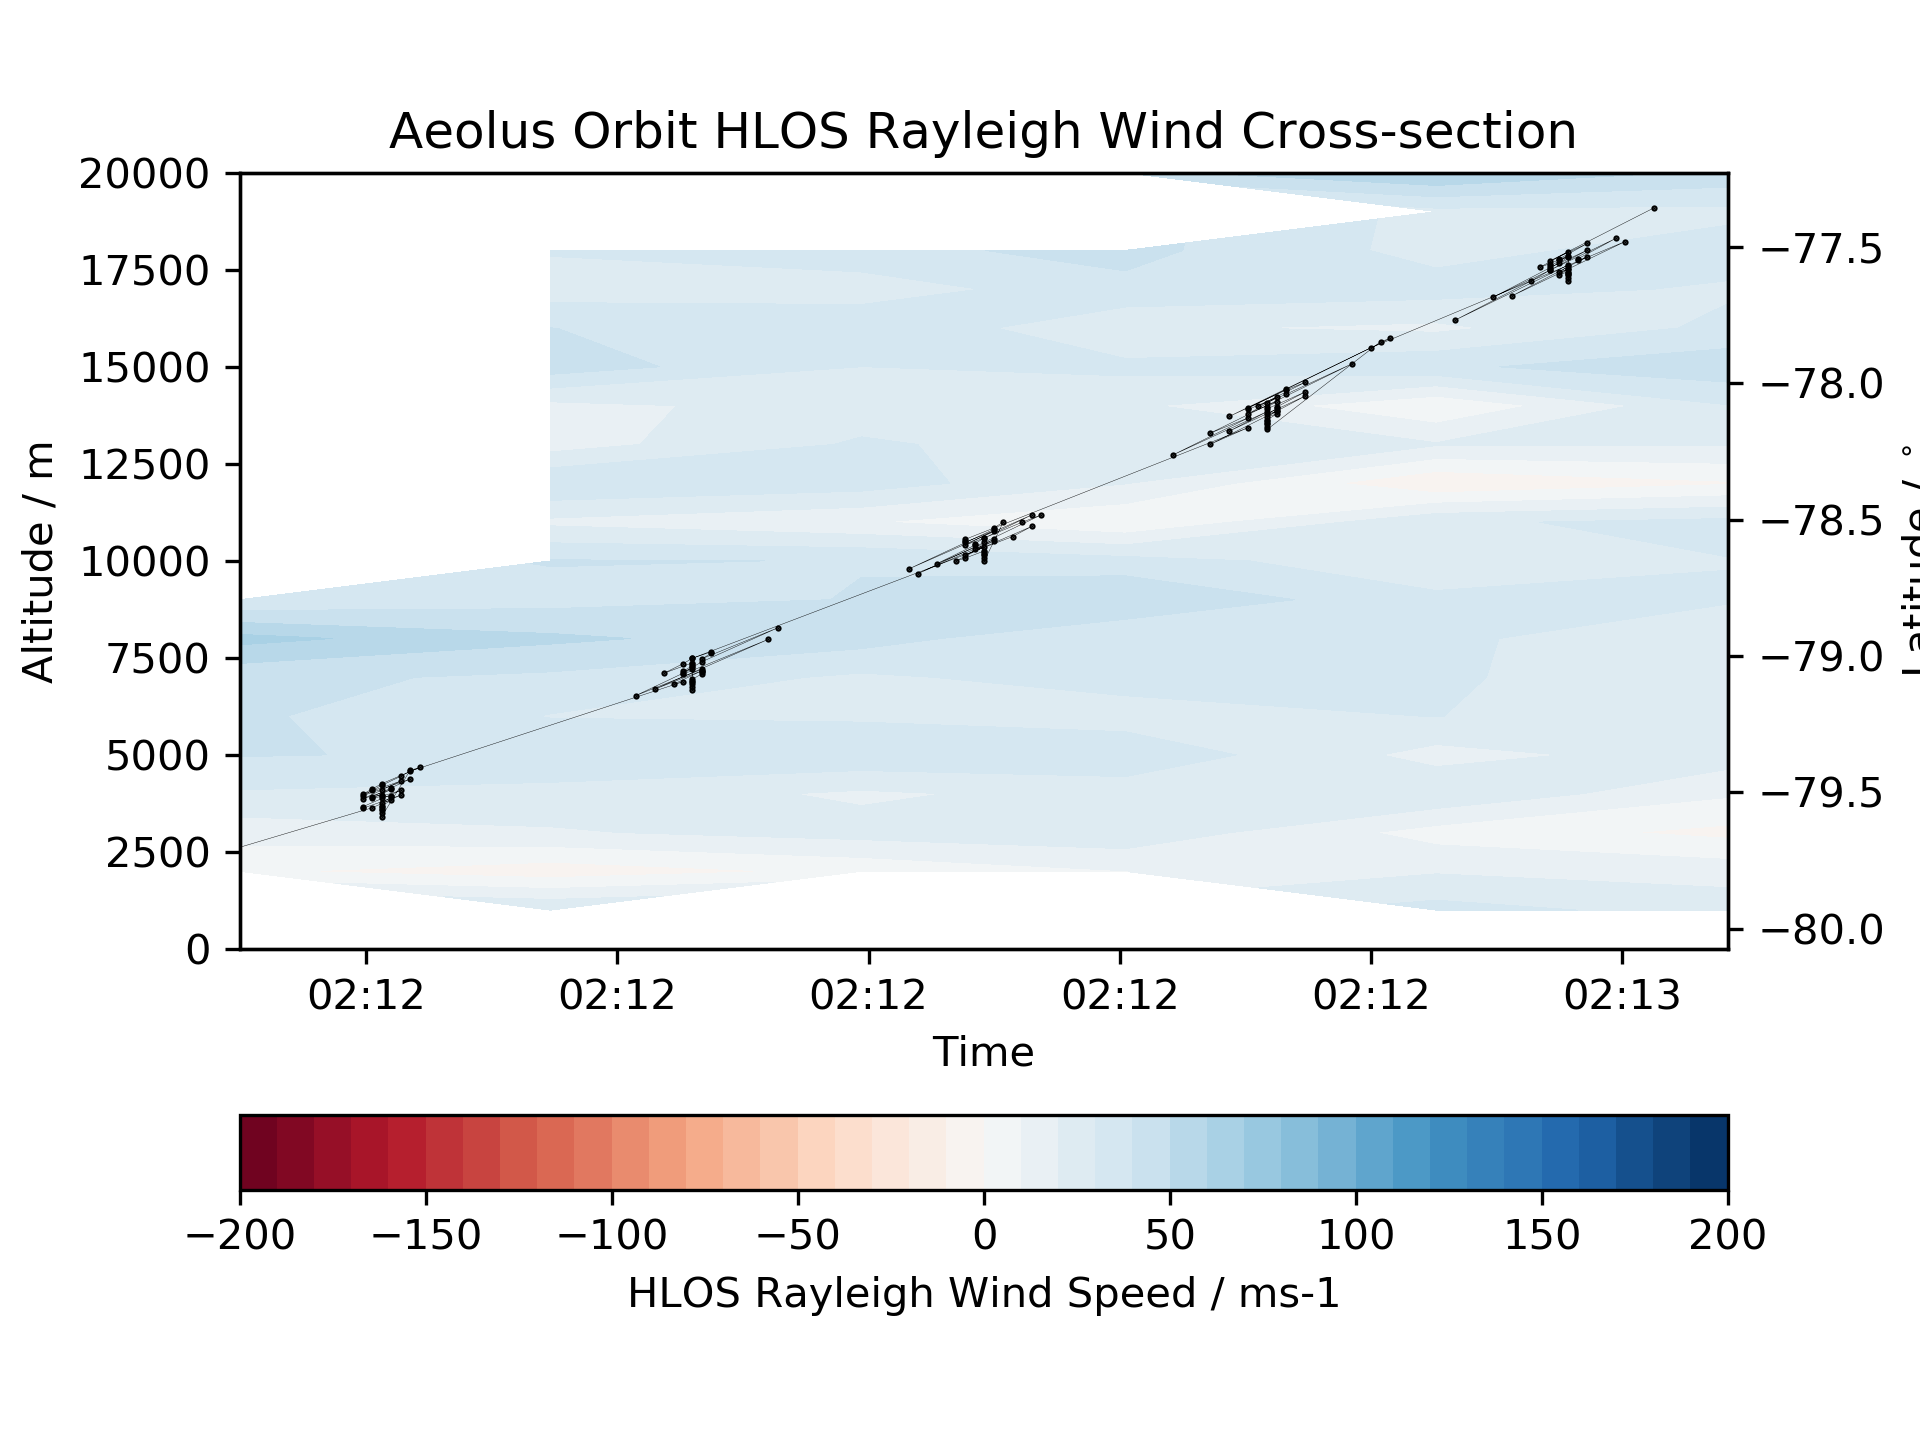 Aeolus Orbit HLOS Rayleigh Wind Cross-section
20000
17500
15000
12500
10000
7500
5000
2500
0
Altitude / m
−77.5
−78.0
−78.5
−79.0
−79.5
−80.0
Latitude / °
02:12 02:12 02:12 02:12 02:12 02:13
Time
−200 −150 −100 −50 0 50 100 150 200
HLOS Rayleigh Wind Speed / ms-1